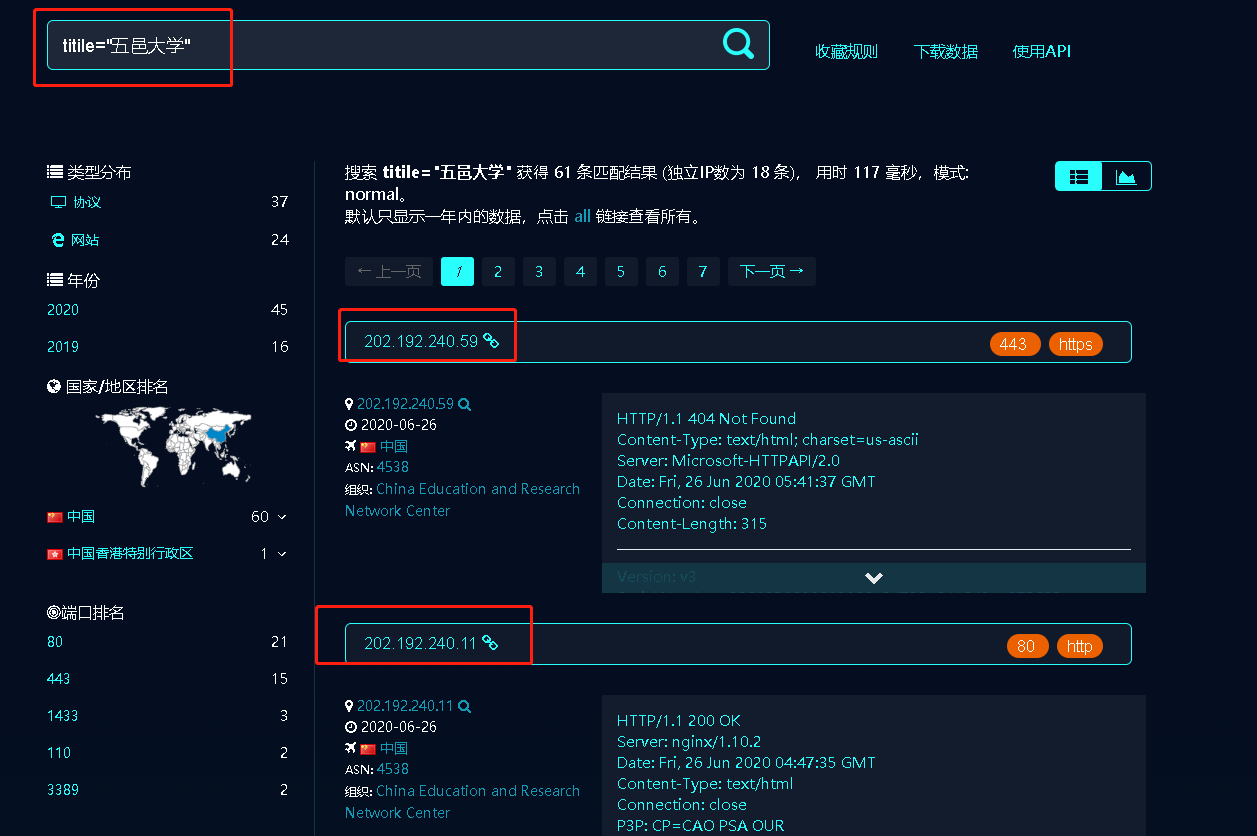 titile="五邑大学"
收藏规则 下载数据 使用API
类型分布
协议 37
网站 24
年份
2020 45
2019 16
国家/地区排名
中国 60
中国香港特别行政区 1
端口排名
80 21
443 15
1433 3
110 2
3389 2
搜索 titile="五邑大学" 获得 61 条匹配结果 (独立IP数为 18 条)， 用时 117 毫秒，模式:
normal。
默认只显示一年内的数据，点击 all 链接查看所有。
← 上一页 1 2 3 4 5 6 7 下一页 →
202.192.240.59 443 https
202.192.240.59
2020-06-26
中国
ASN: 4538
组织: China Education and Research
Network Center
HTTP/1.1 404 Not Found
Content-Type: text/html; charset=us-ascii
Server: Microsoft-HTTPAPI/2.0
Date: Fri, 26 Jun 2020 05:41:37 GMT
Connection: close
Content-Length: 315
Version: v3
202.192.240.11 80 http
202.192.240.11
2020-06-26
中国
ASN: 4538
组织: China Education and Research
Network Center
HTTP/1.1 200 OK
Server: nginx/1.10.2
Date: Fri, 26 Jun 2020 04:47:35 GMT
Content-Type: text/html
Connection: close
P3P: CP=CAO PSA OUR